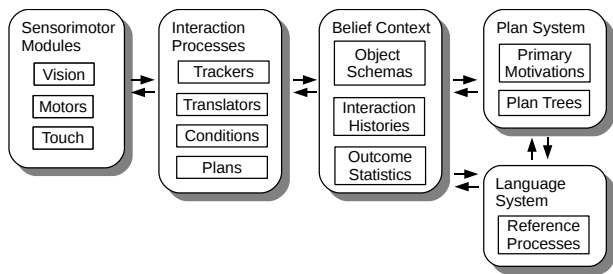 Sensorimotor
Modules
Vision
Motors
Touch
Interaction
Processes
Trackers
Translators
Conditions
Plans
Belief Context
Object
Schemas
Interaction
Histories
Outcome
Statistics
Plan System
Primary
Motivations
Plan Trees
Language
System
Reference
Processes